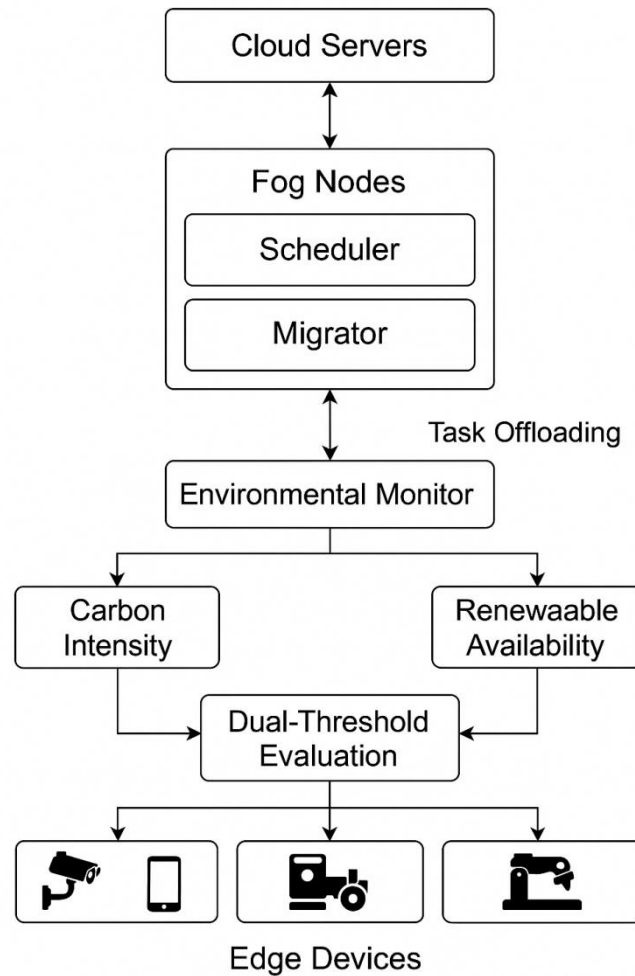 Cloud Servers
Fog Nodes
Scheduler
Migrator
Task Offloading
Environmental Monitor
Carbon
Intensity
Renewaable
Availability
Dual-Threshold
Evaluation
Edge Devices